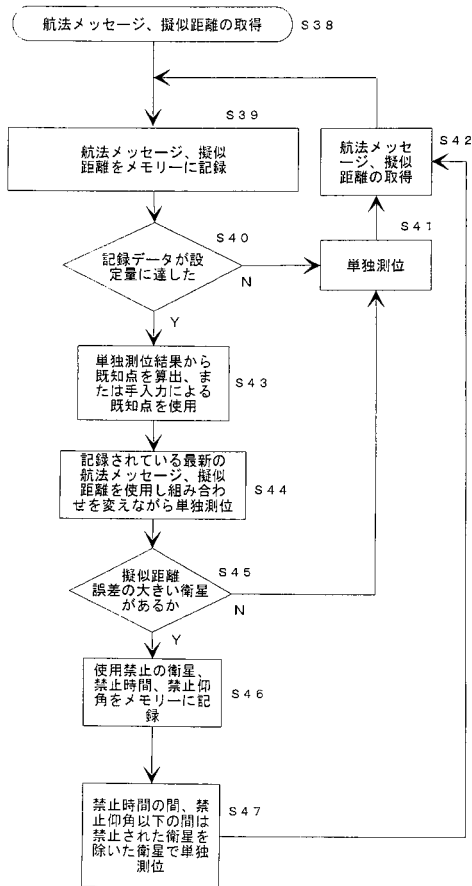 航法メッセージ、擬似距離の取得
S38
S39
航法メッセージ、擬似
距離をメモリーに記録
S42
航法メッセ
ージ、擬似
距離の取得
S40
記録データが設
定量に達した
N
Y
S41
単独測位
単独測位結果から
既知点を算出、ま
たは手入力による
既知点を使用
S43
記録されている最新の
航法メッセージ、擬似
距離を使用し組み合わ
せを変えながら単独測位
S44
擬似距離
誤差の大きい衛星
があるか
S45
N
Y
使用禁止の衛星、
禁止時間、禁止仰
角をメモリーに記
録
S46
禁止時間の間、禁
止仰角以下の間は
禁止された衛星を
除いた衛星で単独
測位
S47